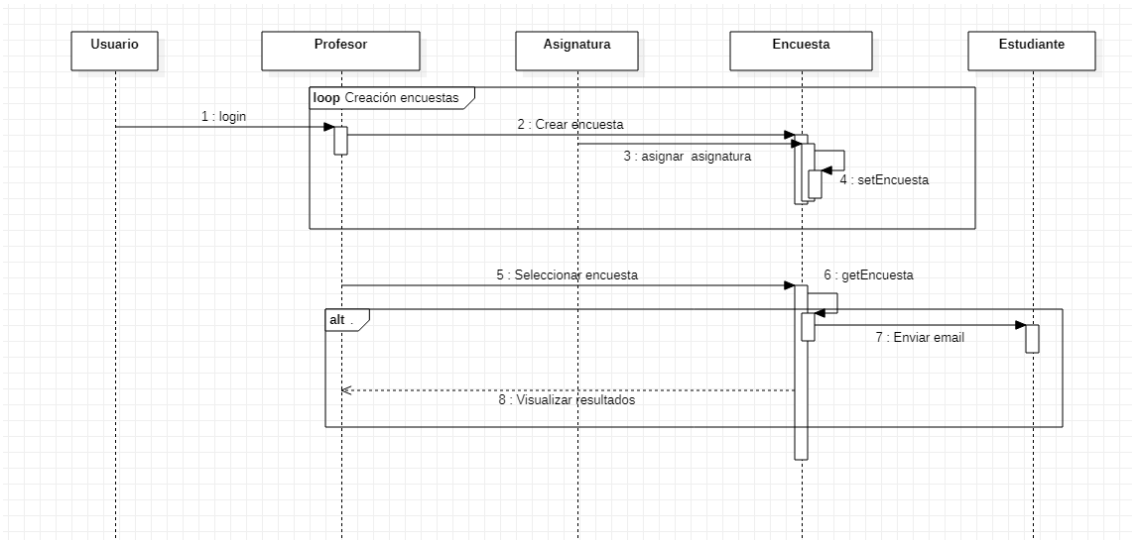 Usuario
Profesor
Asignatura
Encuesta
Estudiante
loop Creación encuestas
1 : login
2 : Crear encuesta
3 : asignar asignatura
4 : setEncuesta
5 : Seleccionar encuesta
6 : getEncuesta
alt .
7 : Enviar email
8 : Visualizar resultados